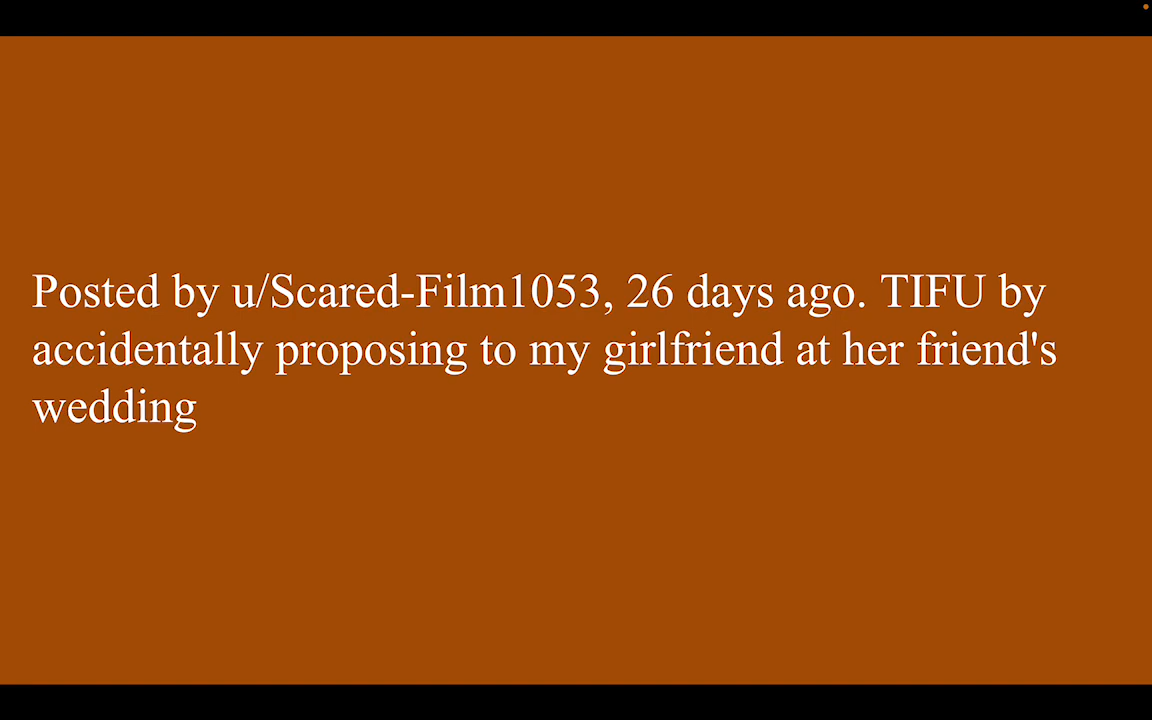 Posted by u/Scared-Film1053, 26 days ago. TIFU by
accidentally proposing to my girlfriend at her friend's
wedding